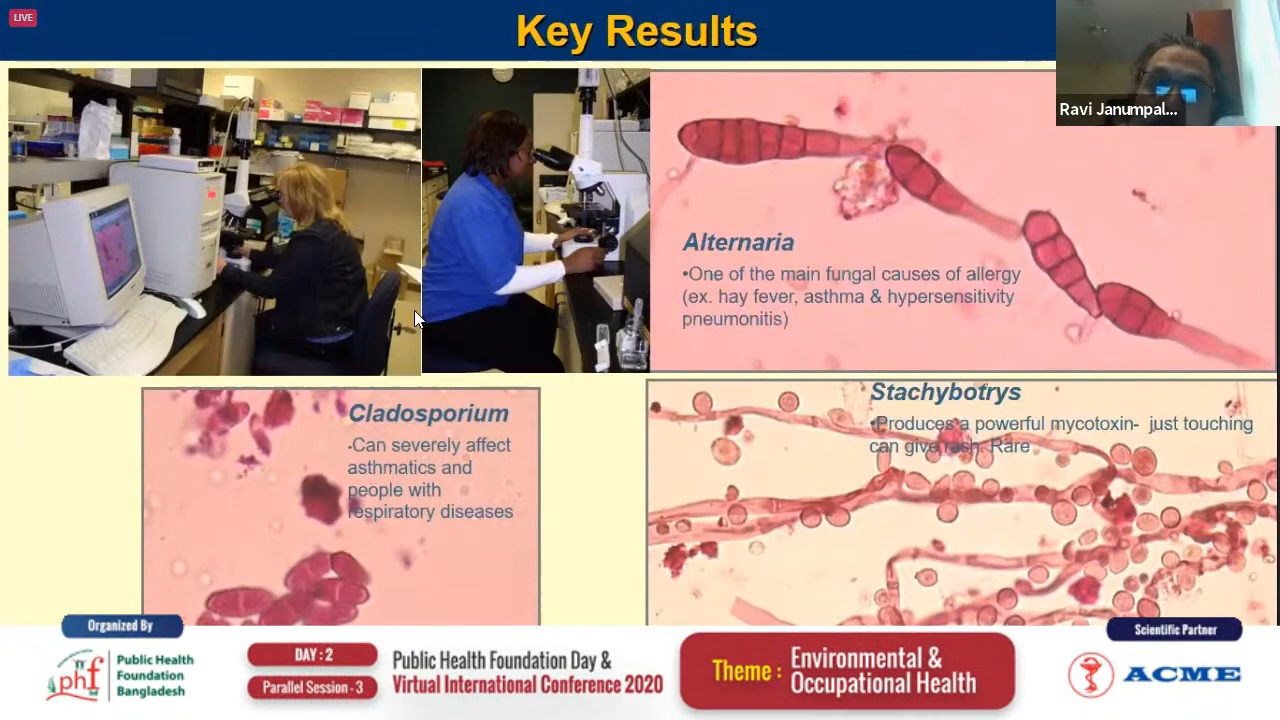 LIVE
Key Results
Ravi Janumpal...
Alternaria
•One of the main fungal causes of allergy
(ex. hay fever, asthma & hypersensitivity
pneumonitis)
Cladosporium
•Can severely affect
asthmatics and
people with
respiratory diseases
Stachybotrys
•Produces a powerful mycotoxin- just touching
can give rash. Rare
Organized By
phf
Public Health
Foundation
Bangladesh
DAY : 2
Parallel Session - 3
Public Health Foundation Day &
Virtual International Conference 2020
Theme :
Environmental &
Occupational Health
Scientific Partner
ACME